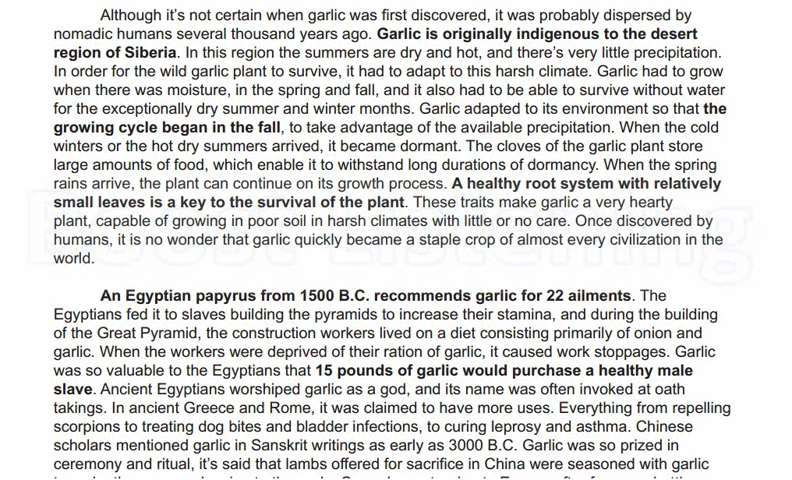 Although it's not certain when garlic was first discovered, it was probably dispersed by
nomadic humans several thousand years ago. Garlic is originally indigenous to the desert
region of Siberia. In this region the summers are dry and hot, and there's very little precipitation.
In order for the wild garlic plant to survive, it had to adapt to this harsh climate. Garlic had to grow
when there was moisture, in the spring and fall, and it also had to be able to survive without water
for the exceptionally dry summer and winter months. Garlic adapted to its environment so that the
growing cycle began in the fall, to take advantage of the available precipitation. When the cold
winters or the hot dry summers arrived, it became dormant. The cloves of the garlic plant store
large amounts of food, which enable it to withstand long durations of dormancy. When the spring
rains arrive, the plant can continue on its growth process. A healthy root system with relatively
small leaves is a key to the survival of the plant. These traits make garlic a very hearty
plant, capable of growing in poor soil in harsh climates with little or no care. Once discovered by
humans, it is no wonder that garlic quickly became a staple crop of almost every civilization in the
world.
An Egyptian papyrus from 1500 B.C. recommends garlic for 22 ailments. The
Egyptians fed it to slaves building the pyramids to increase their stamina, and during the building
of the Great Pyramid, the construction workers lived on a diet consisting primarily of onion and
garlic. When the workers were deprived of their ration of garlic, it caused work stoppages. Garlic
was so valuable to the Egyptians that 15 pounds of garlic would purchase a healthy male
slave. Ancient Egyptians worshiped garlic as a god, and its name was often invoked at oath
takings. In ancient Greece and Rome, it was claimed to have more uses. Everything from repelling
scorpions to treating dog bites and bladder infections, to curing leprosy and asthma. Chinese
scholars mentioned garlic in Sanskrit writings as early as 3000 B.C. Garlic was so prized in
ceremony and ritual, it's said that lambs offered for sacrifice in China were seasoned with garlic